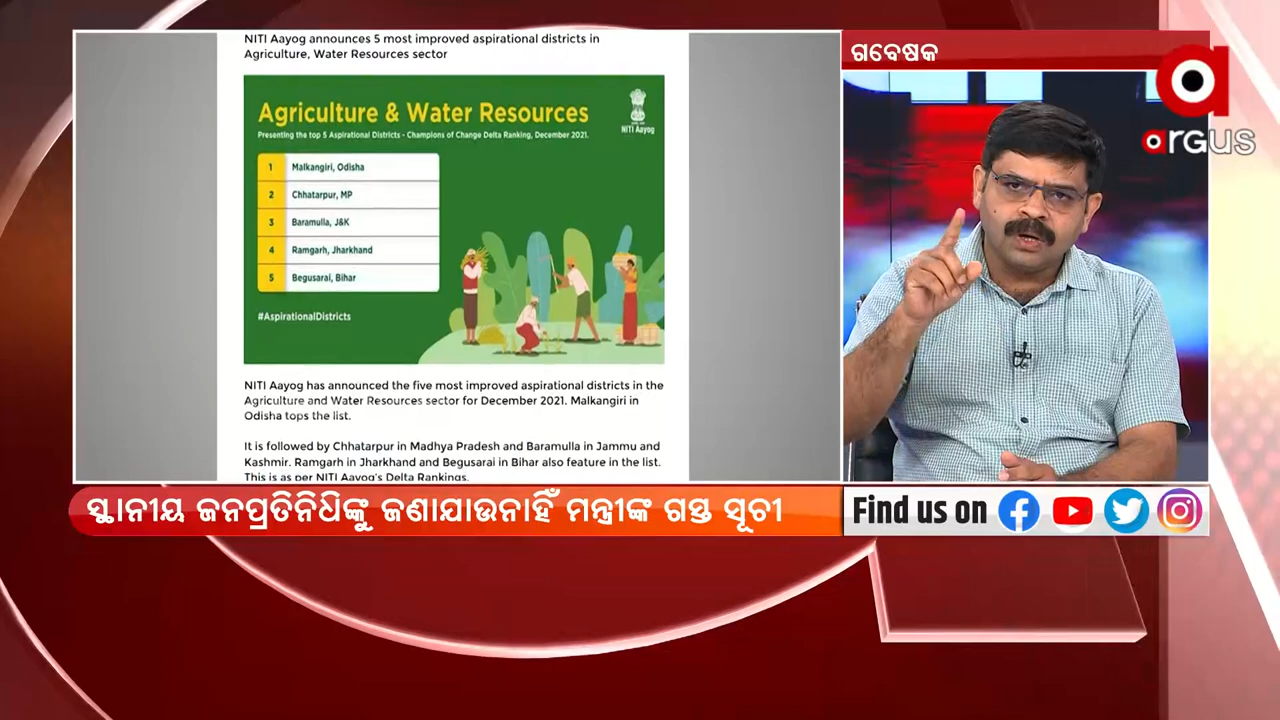 NITI Aayog announces 5 most improved aspirational districts in
Agriculture, Water Resources sector
Agriculture & Water Resources
Presenting the top 5 Aspirational Districts - Champions of Change Delta Ranking, December 2021.
NITI Aayog
1 Malkangiri, Odisha
2 Chhatarpur, MP
3 Baramulla, J&K
4 Ramgarh, Jharkhand
5 Begusarai, Bihar
#AspirationalDistricts
NITI Aayog has announced the five most improved aspirational districts in the
Agriculture and Water Resources sector for December 2021. Malkangiri in
Odisha tops the list.
It is followed by Chhatarpur in Madhya Pradesh and Baramulla in Jammu and
Kashmir. Ramgarh in Jharkhand and Begusarai in Bihar also feature in the list.
This is as per NITI Aayog's Delta Rankings.
ଗବେଷକ
argus
ସ୍ଥାନୀୟ ଜନପ୍ରତିନିଧିଙ୍କୁ ଜଣାଯାଉନାହିଁ ମନ୍ତ୍ରୀଙ୍କ ଗସ୍ତ ସୂଚୀ
Find us on